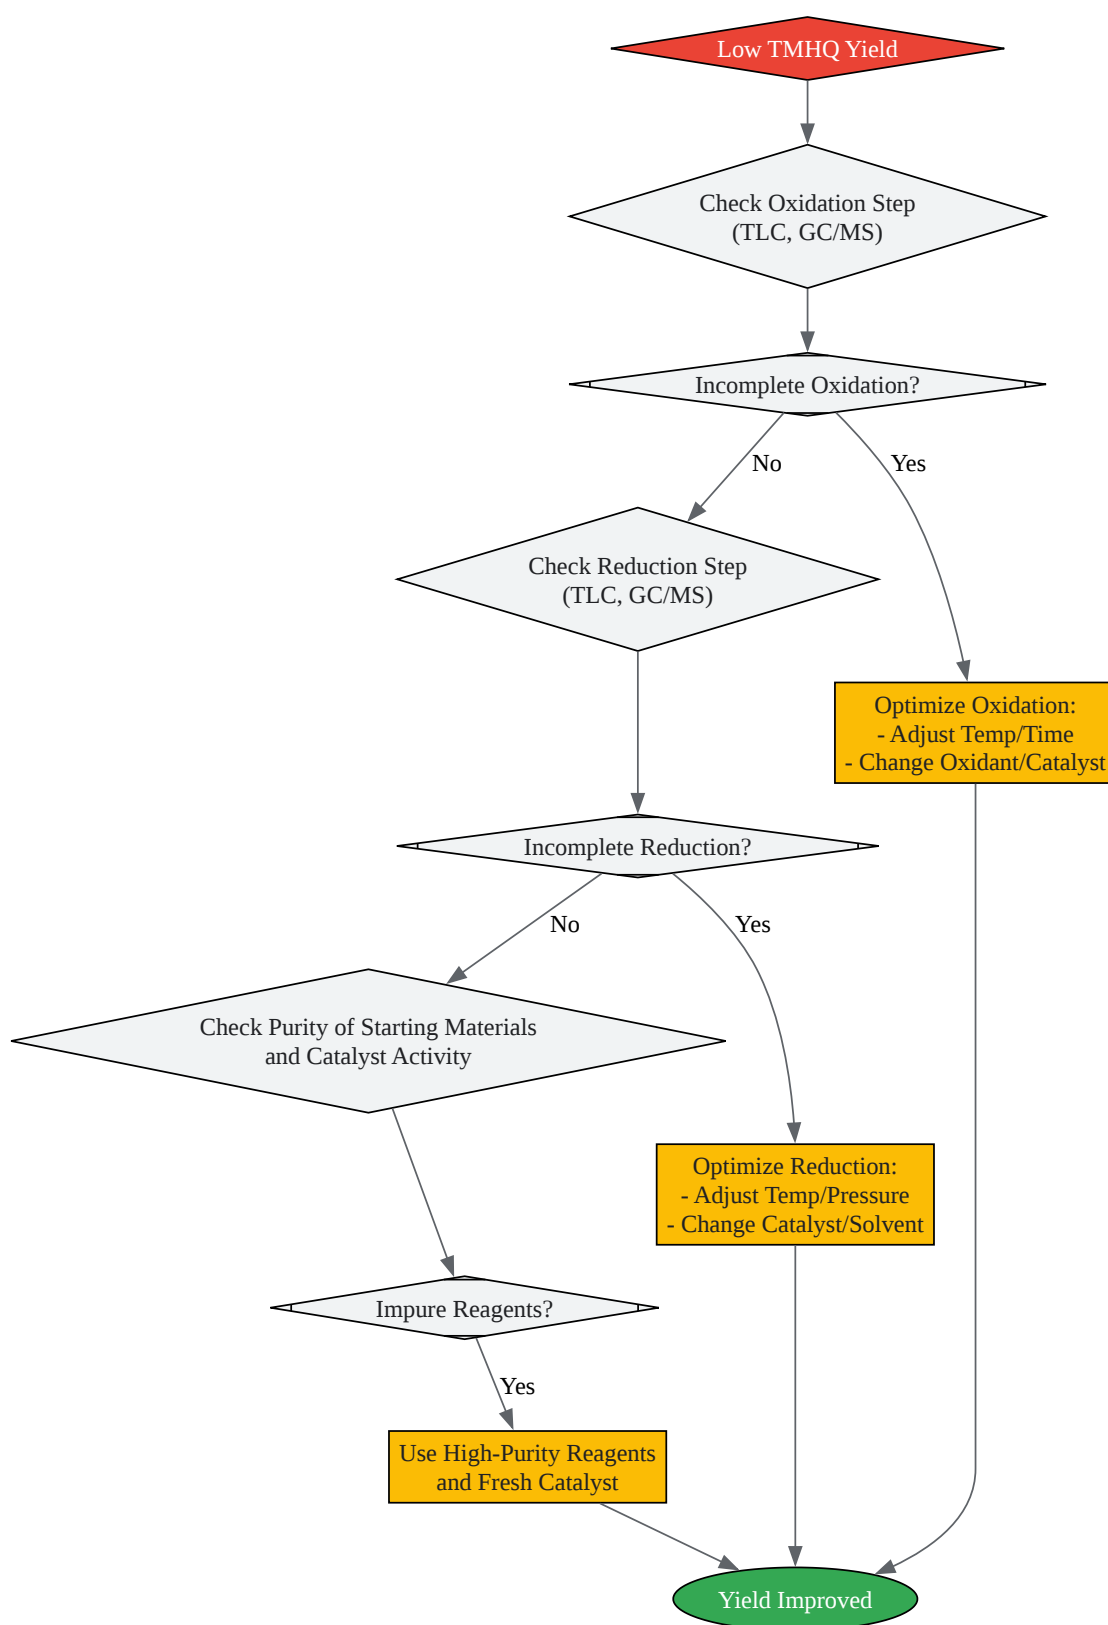 Low TMHQ Yield
Check Oxidation Step
(TLC, GC/MS)
Incomplete Oxidation?
No
Yes
Check Reduction Step
(TLC, GC/MS)
Optimize Oxidation:
- Adjust Temp/Time
- Change Oxidant/Catalyst
Incomplete Reduction?
No
Yes
Check Purity of Starting Materials
and Catalyst Activity
Optimize Reduction:
- Adjust Temp/Pressure
- Change Catalyst/Solvent
Impure Reagents?
Yes
Use High-Purity Reagents
and Fresh Catalyst
Yield Improved